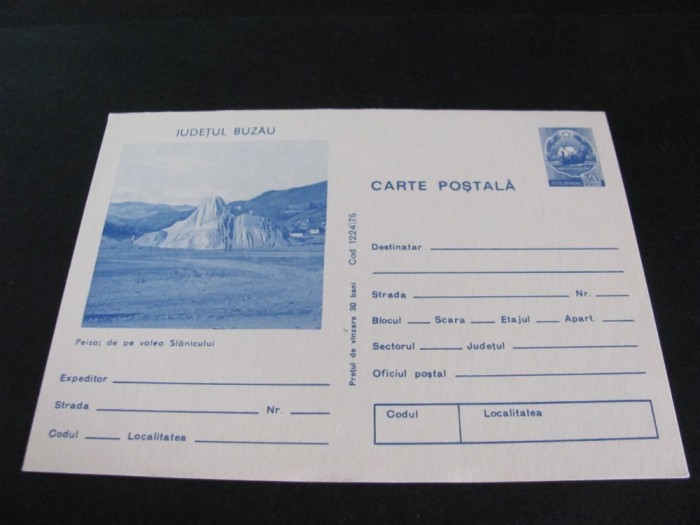 JUDEȚUL BUZĂU
Peisaj de pe valea Slănicului
Expeditor
Strada Nr.
Codul Localitatea
Prețul de vînzare 30 bani Cod 1224|75
CARTE POȘTALĂ
Destinatar
Strada Nr.
Blocul Scara Etajul Apart.
Sectorul Județul
Oficiul poștal
Codul Localitatea